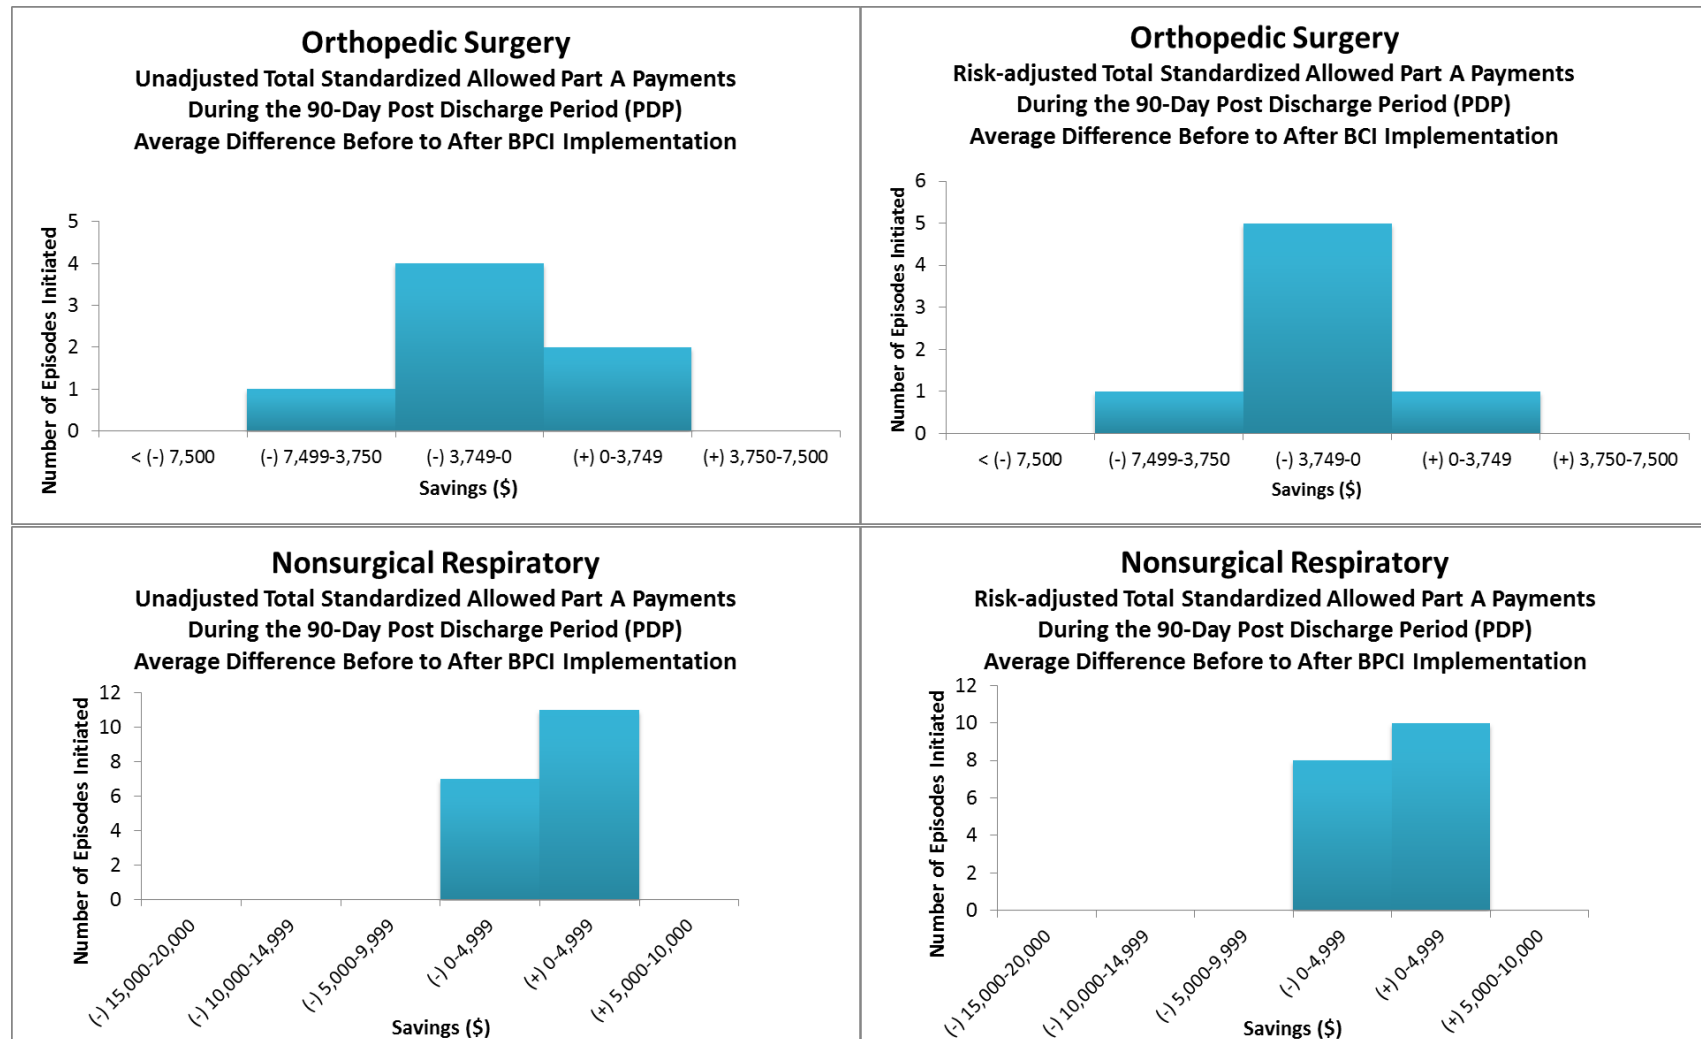 Orthopedic Surgery
Unadjusted Total Standardized Allowed Part A Payments
During the 90-Day Post Discharge Period (PDP)
Average Difference Before to After BPCI Implementation
Number of Episodes Initiated
5
4
3
2
1
0
< (-) 7,500
(-) 7,499-3,750
(-) 3,749-0
(+) 0-3,749
(+) 3,750-7,500
Savings ($)
Orthopedic Surgery
Risk-adjusted Total Standardized Allowed Part A Payments
During the 90-Day Post Discharge Period (PDP)
Average Difference Before to After BCI Implementation
Number of Episodes Initiated
6
5
4
3
2
1
0
< (-) 7,500
(-) 7,499-3,750
(-) 3,749-0
(+) 0-3,749
(+) 3,750-7,500
Savings ($)
Nonsurgical Respiratory
Unadjusted Total Standardized Allowed Part A Payments
During the 90-Day Post Discharge Period (PDP)
Average Difference Before to After BPCI Implementation
Number of Episodes Initiated
12
10
8
6
4
2
0
(-) 15,000-20,000
(-) 10,000-14,999
(-) 5,000-9,999
(-) 0-4,999
(+) 0-4,999
(+) 5,000-10,000
Savings ($)
Nonsurgical Respiratory
Risk-adjusted Total Standardized Allowed Part A Payments
During the 90-Day Post Discharge Period (PDP)
Average Difference Before to After BPCI Implementation
Number of Episodes Initiated
12
10
8
6
4
2
0
(-) 15,000-20,000
(-) 10,000-14,999
(-) 5,000-9,999
(-) 0-4,999
(+) 0-4,999
(+) 5,000-10,000
Savings ($)